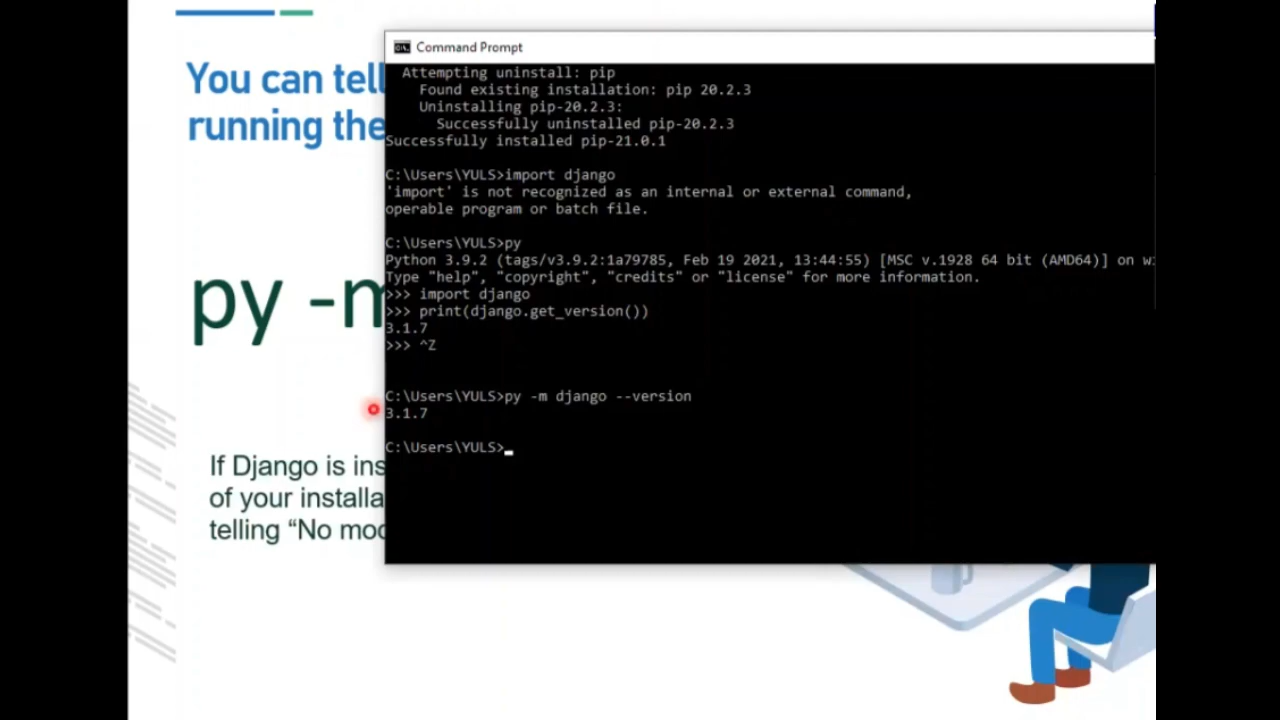 You can tell
running the
py -m
If Django is ins
of your installa
telling “No mod
Command Prompt
Attempting uninstall: pip
Found existing installation: pip 20.2.3
Uninstalling pip-20.2.3:
Successfully uninstalled pip-20.2.3
Successfully installed pip-21.0.1
C:\Users\YULS>import django
'import' is not recognized as an internal or external command,
operable program or batch file.
C:\Users\YULS>py
Python 3.9.2 (tags/v3.9.2:1a79785, Feb 19 2021, 13:44:55) [MSC v.1928 64 bit (AMD64)] on wi
Type "help", "copyright", "credits" or "license" for more information.
>>> import django
>>> print(django.get_version())
3.1.7
>>> ^Z
C:\Users\YULS>py -m django --version
3.1.7
C:\Users\YULS>